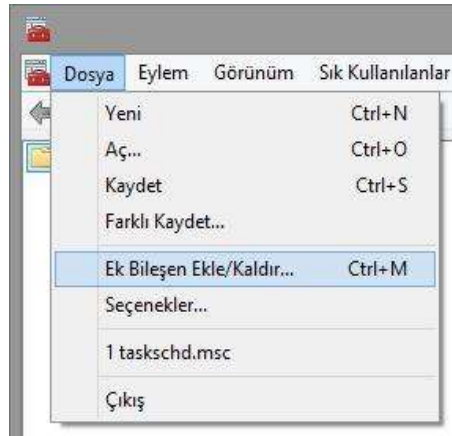 Dosya Eylem Görünüm Sık Kullanılanlar
Yeni Ctrl+N
Aç... Ctrl+O
Kaydet Ctrl+S
Farklı Kaydet...
Ek Bileşen Ekle/Kaldır... Ctrl+M
Seçenekler...
1 taskschd.msc
Çıkış